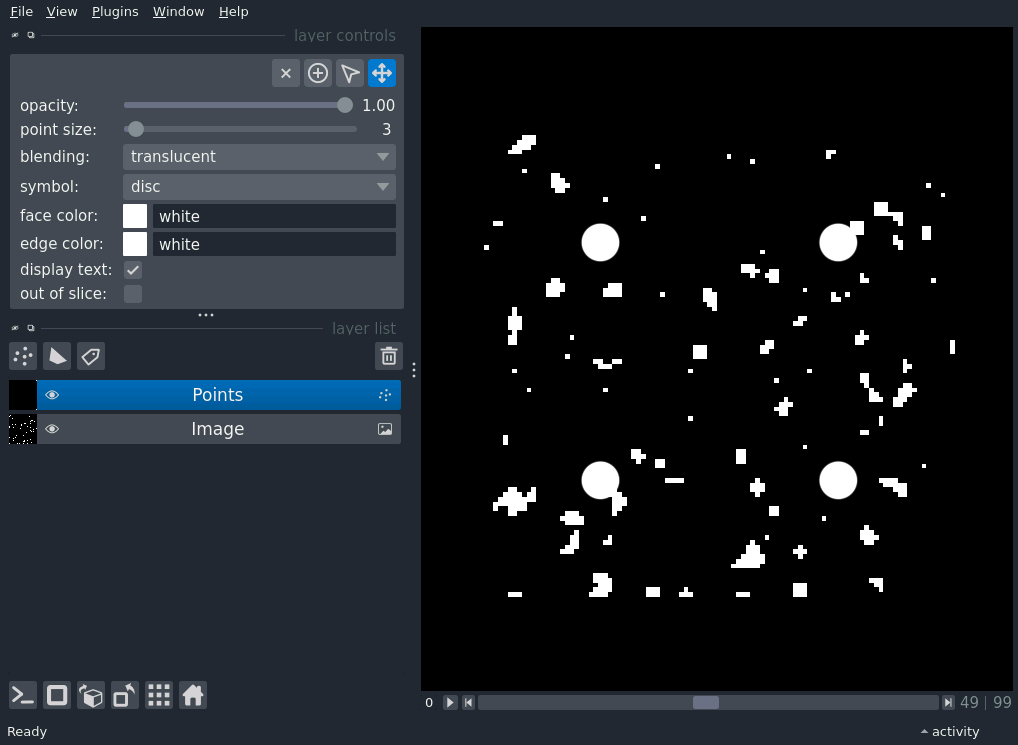 File View Plugins Window Help
layer controls
opacity: 1.00
point size: 3
blending: translucent
symbol: disc
face color: white
edge color: white
display text:
out of slice:
layer list
Points
Image
0 49 | 99
Ready activity